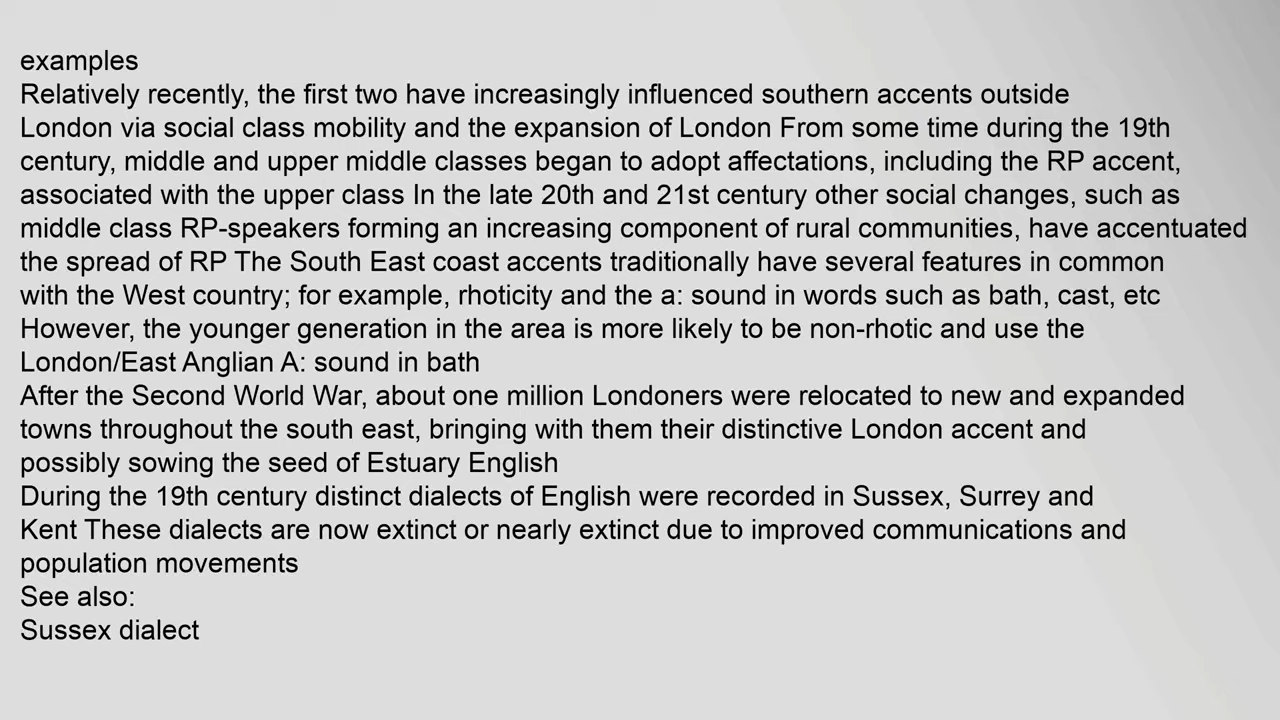 examples
Relatively recently, the first two have increasingly influenced southern accents outside
London via social class mobility and the expansion of London From some time during the 19th
century, middle and upper middle classes began to adopt affectations, including the RP accent,
associated with the upper class In the late 20th and 21st century other social changes, such as
middle class RP-speakers forming an increasing component of rural communities, have accentuated
the spread of RP The South East coast accents traditionally have several features in common
with the West country; for example, rhoticity and the a: sound in words such as bath, cast, etc
However, the younger generation in the area is more likely to be non-rhotic and use the
London/East Anglian A: sound in bath
After the Second World War, about one million Londoners were relocated to new and expanded
towns throughout the south east, bringing with them their distinctive London accent and
possibly sowing the seed of Estuary English
During the 19th century distinct dialects of English were recorded in Sussex, Surrey and
Kent These dialects are now extinct or nearly extinct due to improved communications and
population movements
See also:
Sussex dialect